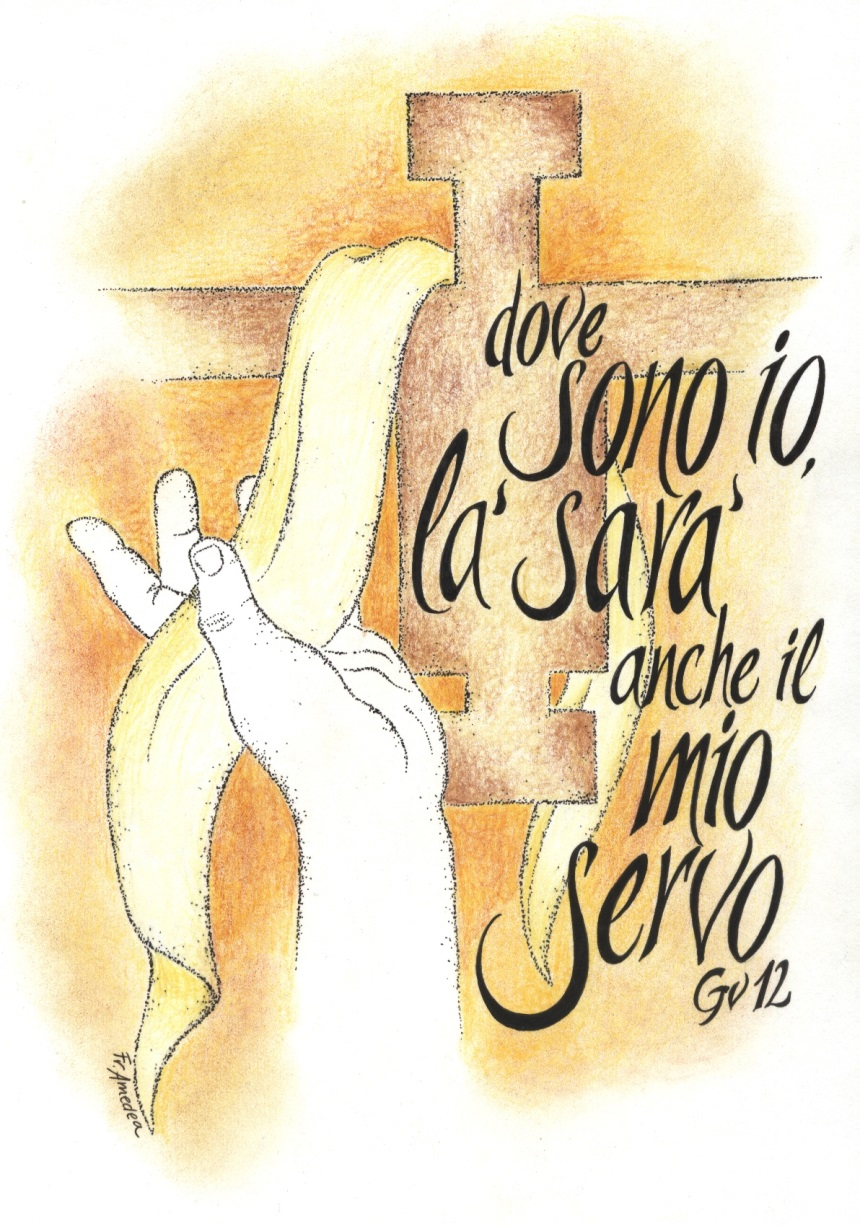 dove
sono io,
la' sara'
anche il
mio
servo
Gv 12
Fr. Amedea